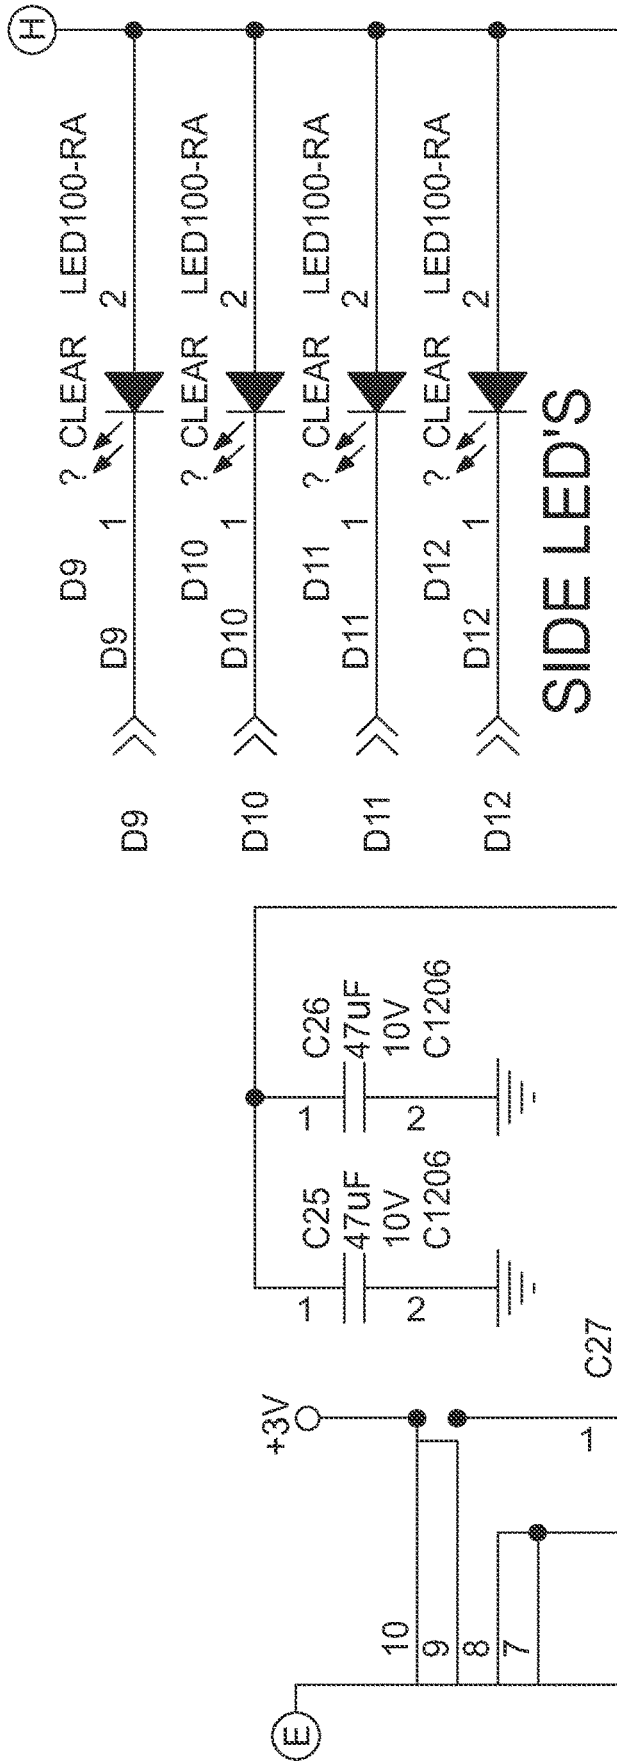 H
D9 ? CLEAR LED100-RA
D9 1 2
D9
D10 ? CLEAR LED100-RA
D10 1 2
D10
D11 ? CLEAR LED100-RA
D11 1 2
D11
D12 ? CLEAR LED100-RA
D12 1 2
D12
SIDE LED'S
C25
47uF
10V
C1206
1
2
C26
47uF
10V
C1206
1
2
+3V
C27
1
10
9
8
7
E